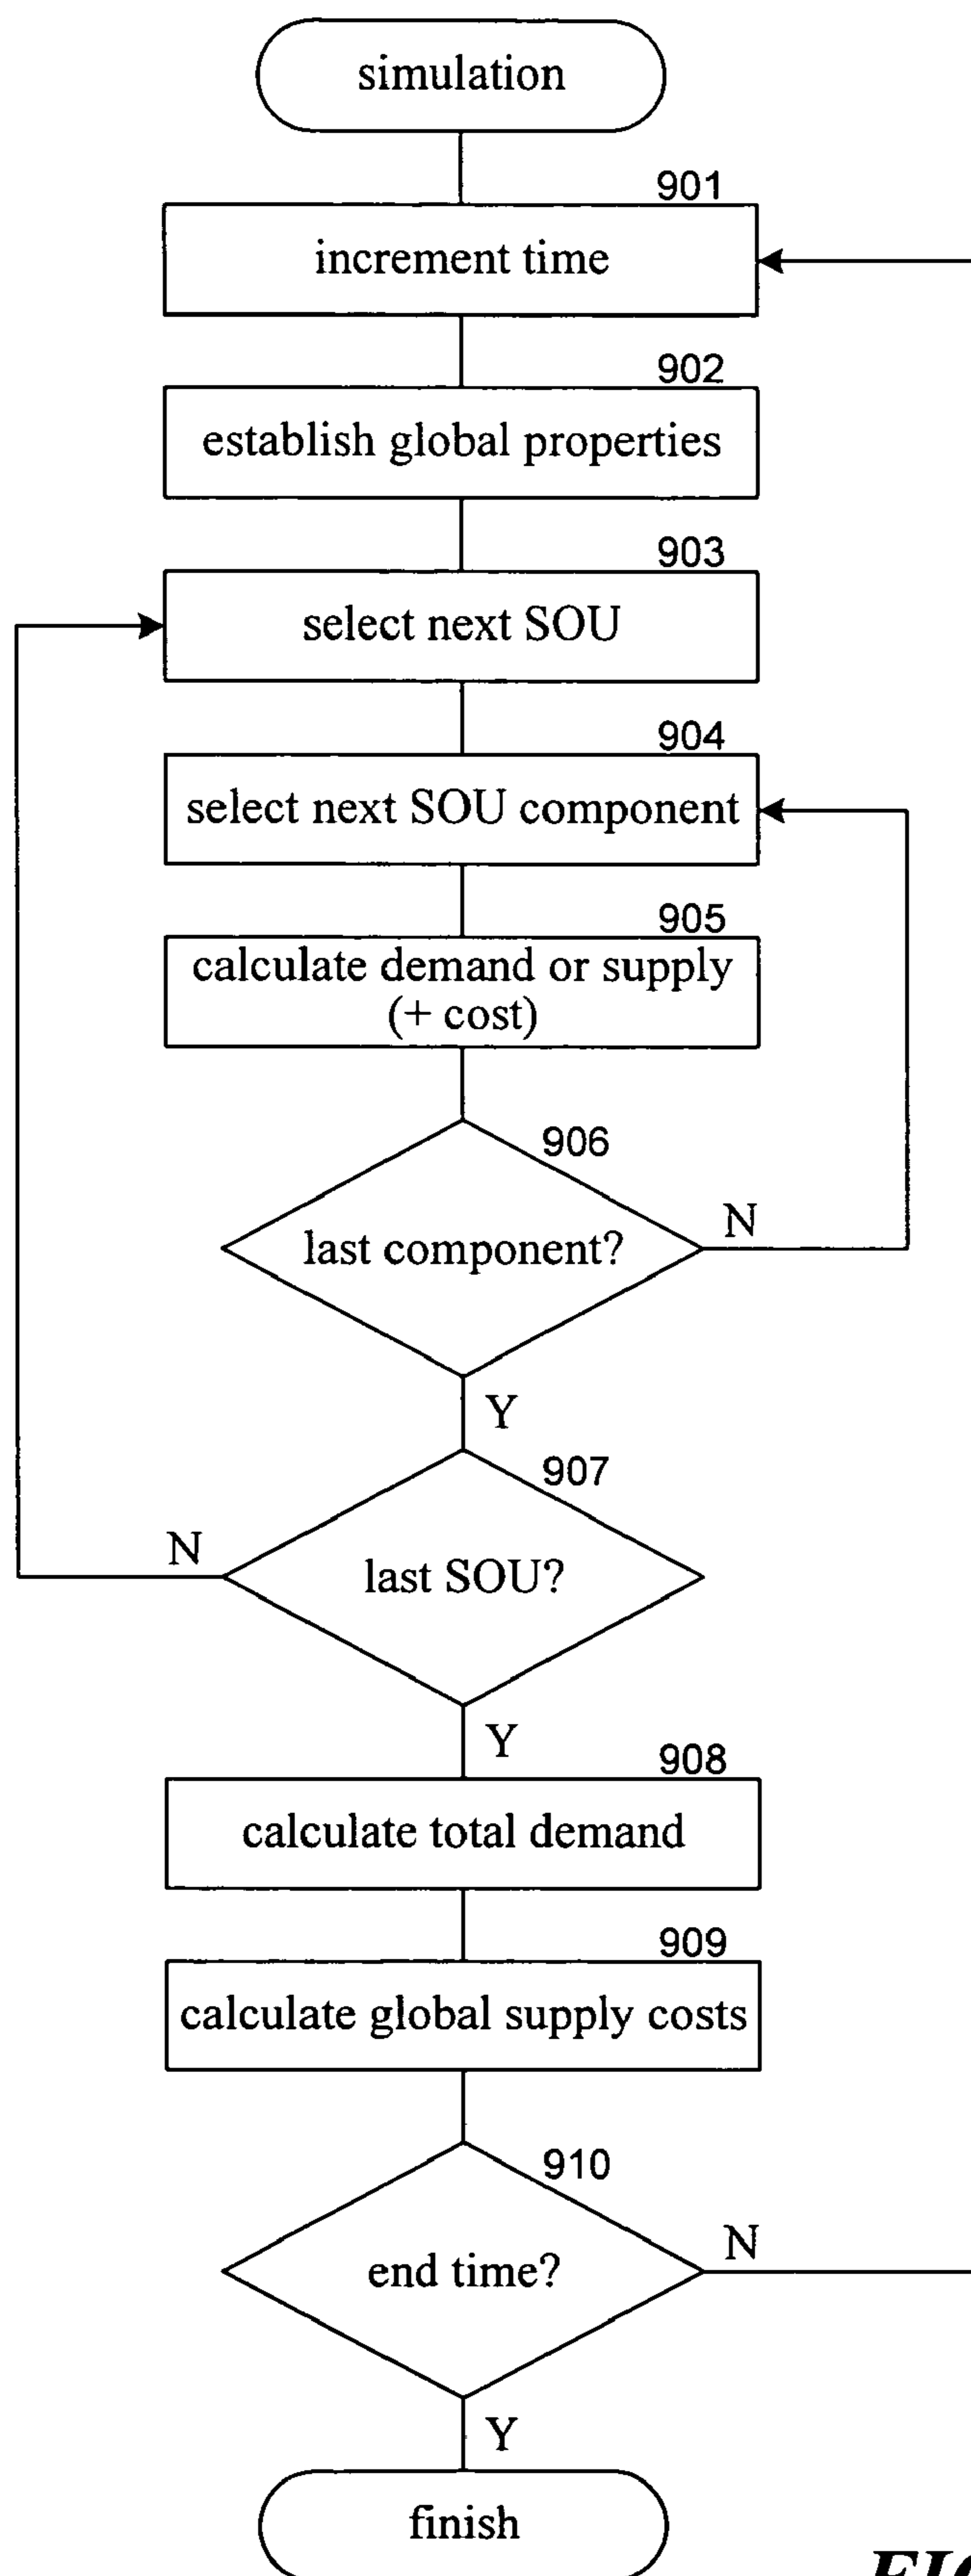 simulation
901
increment time
902
establish global properties
903
select next SOU
904
select next SOU component
905
calculate demand or supply
(+ cost)
906
last component?
N
Y
907
last SOU?
N
Y
908
calculate total demand
909
calculate global supply costs
910
end time?
N
Y
finish